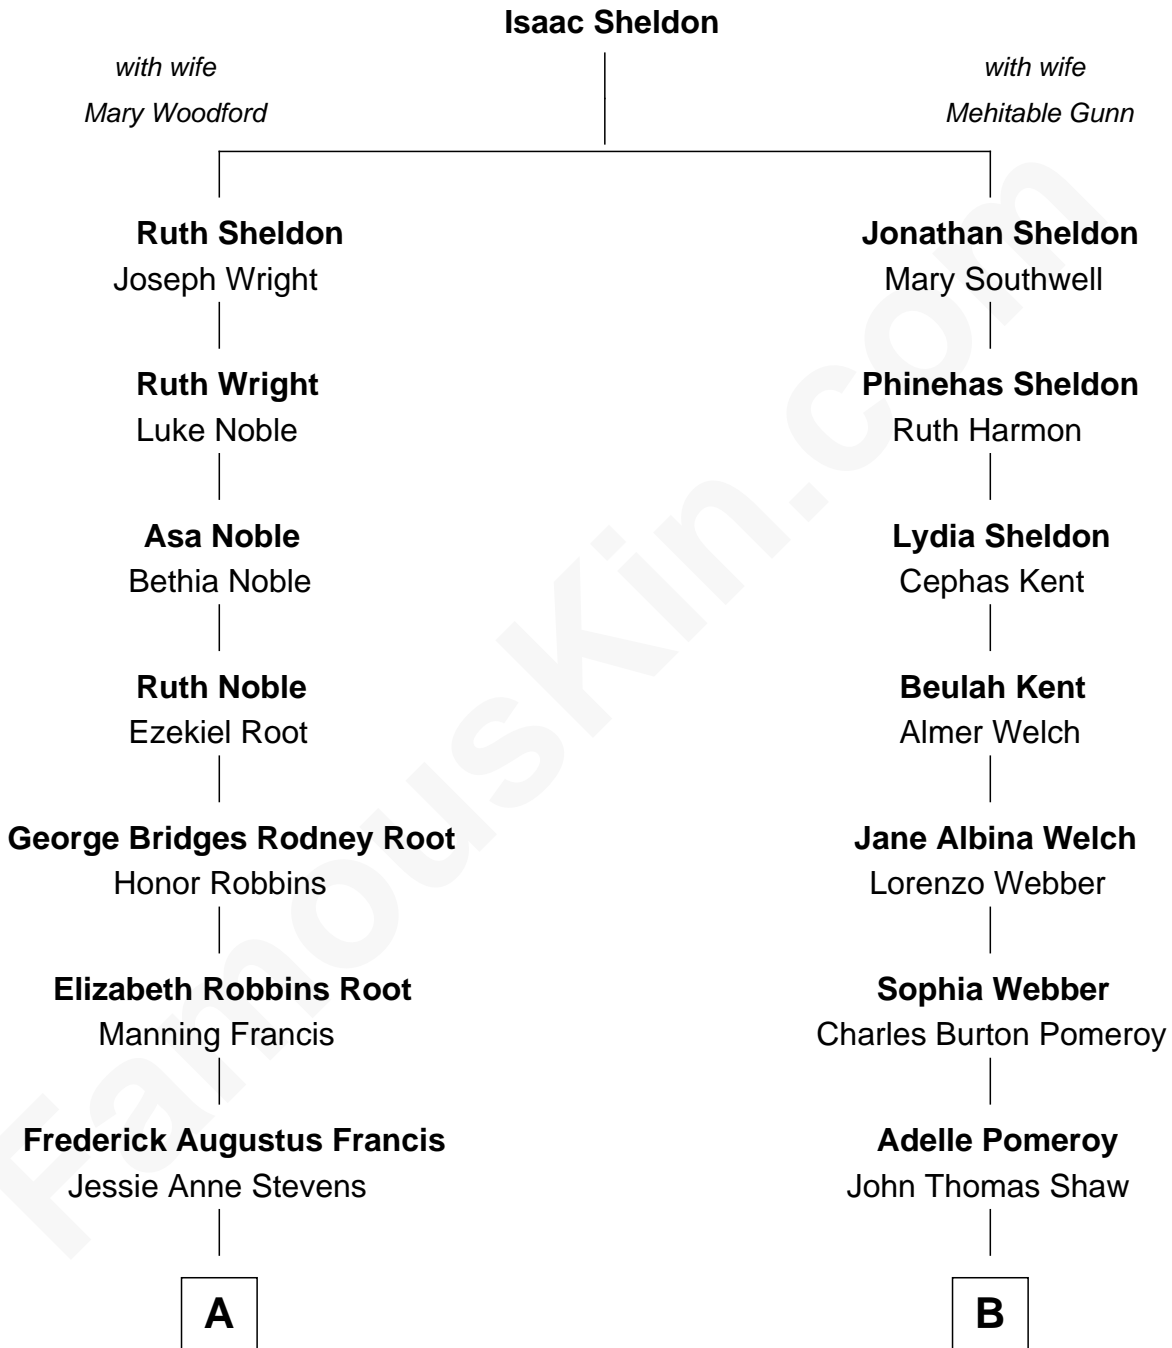 Isaac Sheldon
with wife
Mary Woodford
with wife
Mehitable Gunn
Ruth Sheldon
Joseph Wright
Jonathan Sheldon
Mary Southwell
Ruth Wright
Luke Noble
Phinehas Sheldon
Ruth Harmon
Asa Noble
Bethia Noble
Lydia Sheldon
Cephas Kent
Ruth Noble
Ezekiel Root
Beulah Kent
Almer Welch
George Bridges Rodney Root
Honor Robbins
Jane Albina Welch
Lorenzo Webber
Elizabeth Robbins Root
Manning Francis
Sophia Webber
Charles Burton Pomeroy
Frederick Augustus Francis
Jessie Anne Stevens
Adelle Pomeroy
John Thomas Shaw
A
B
FamousKin.com